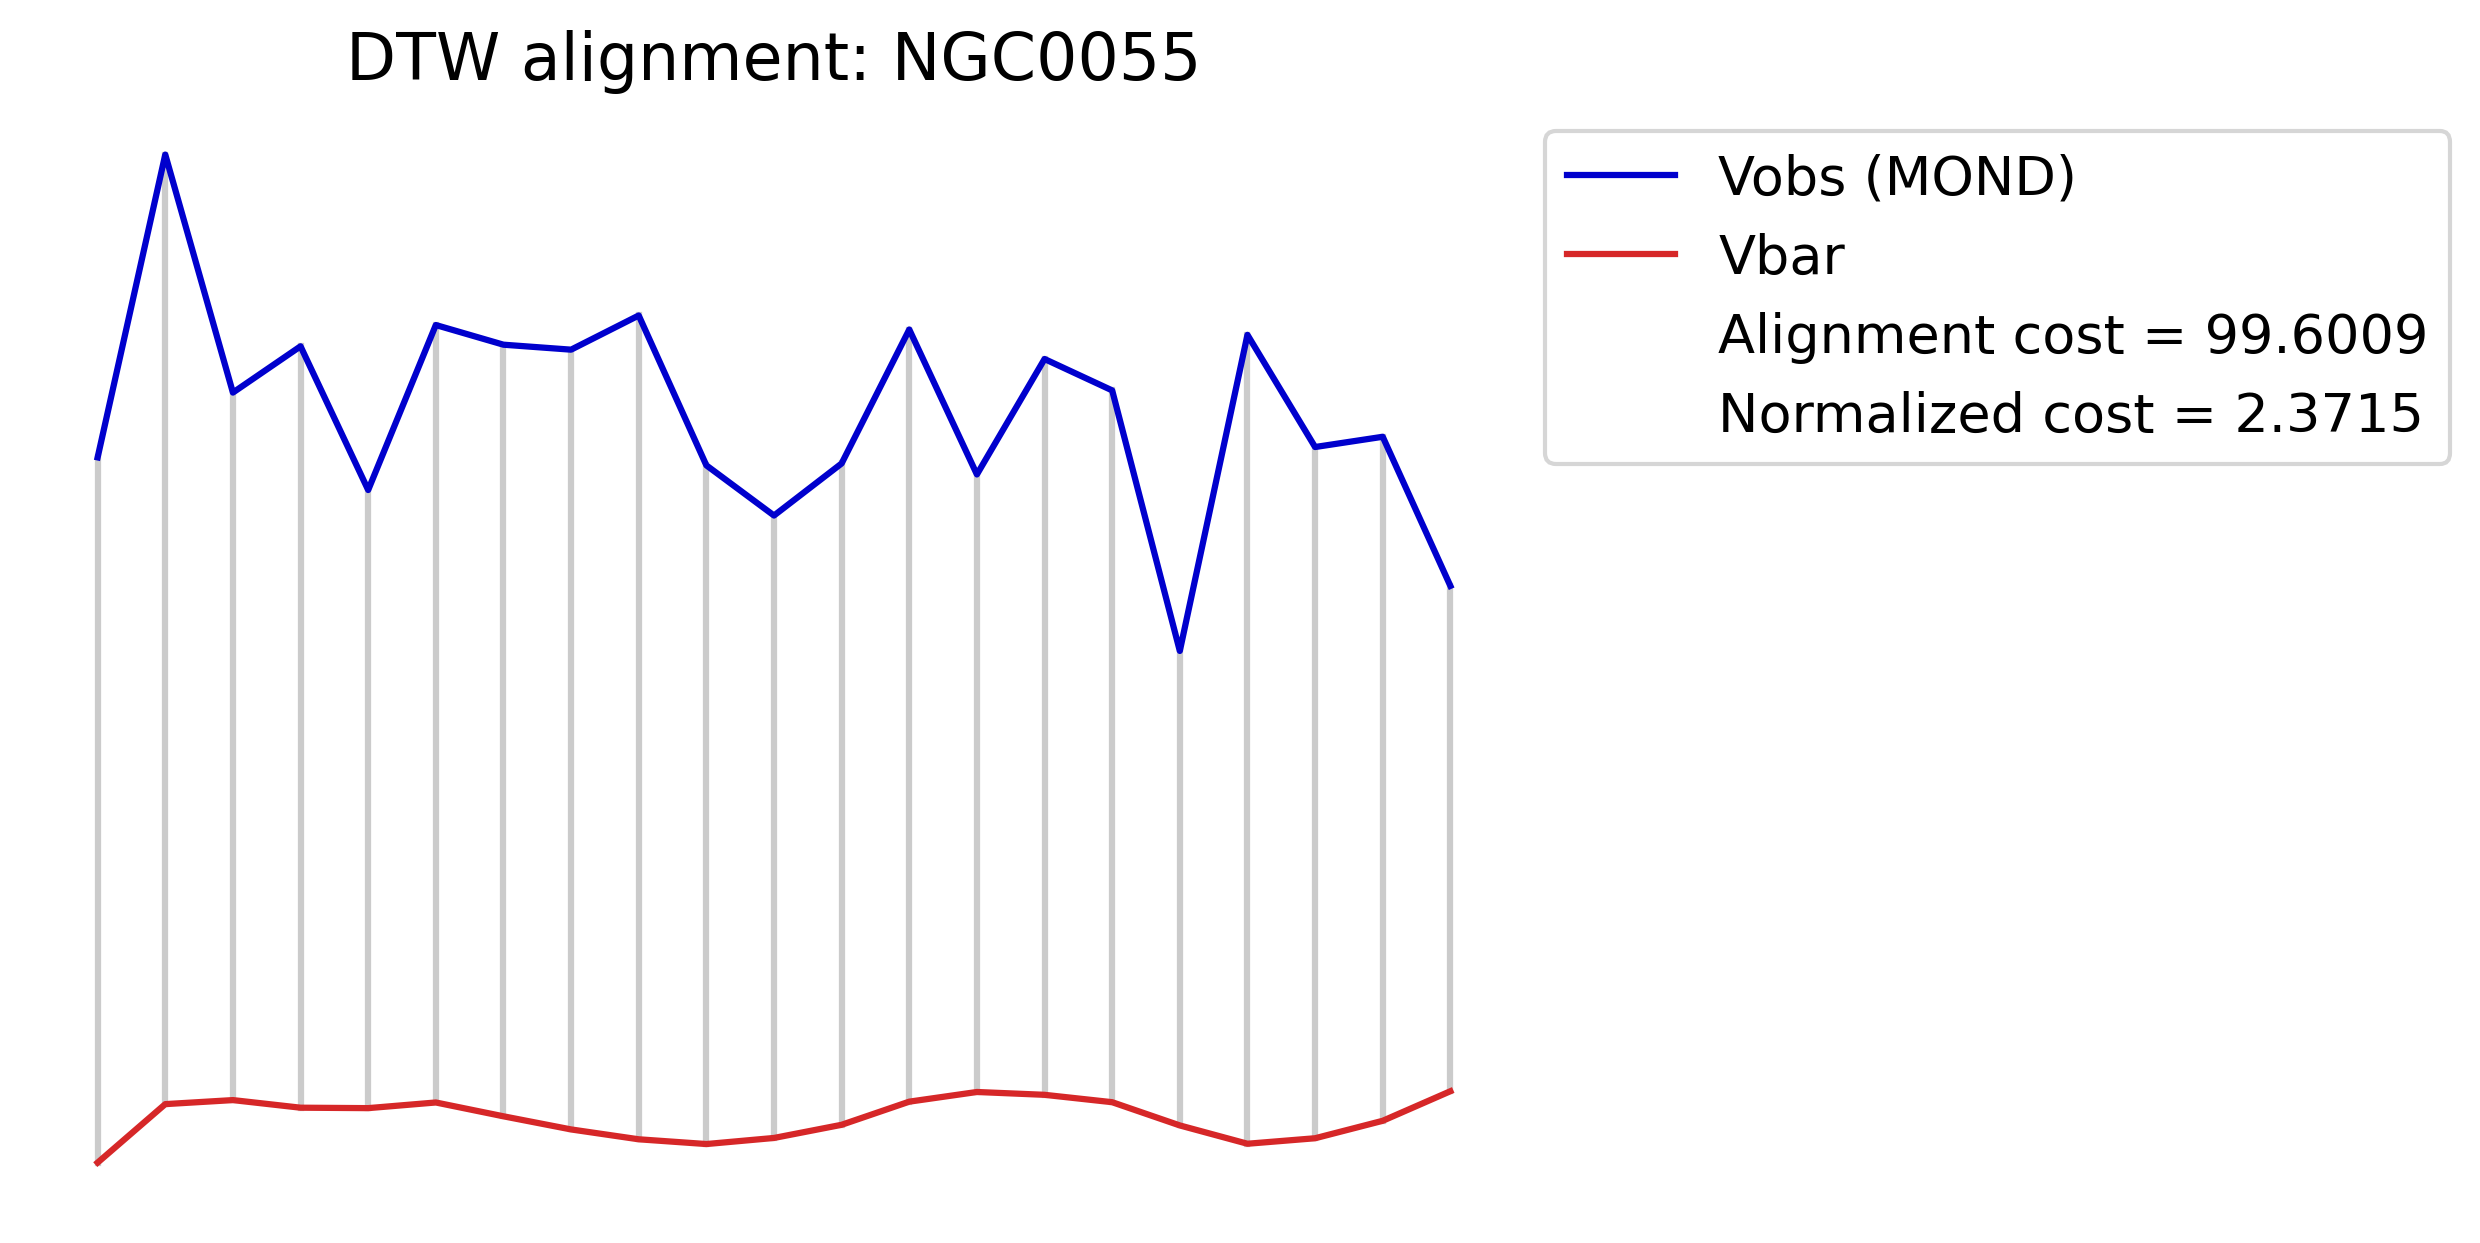 DTW alignment: NGC0055
Vobs (MOND)
Vbar
Alignment cost = 99.6009
Normalized cost = 2.3715